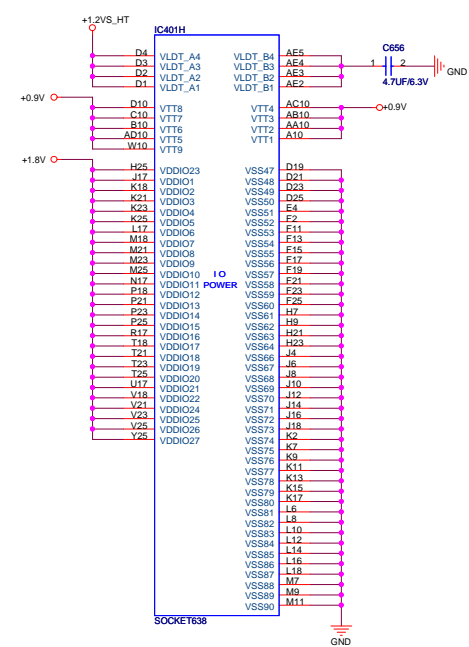 +1.2VS_HT
IC401H
D4 VLDT_A4 VLDT_B4 AE5
D3 VLDT_A3 VLDT_B3 AE4
D2 VLDT_A2 VLDT_B2 AE3
D1 VLDT_A1 VLDT_B1 AE2
C656
1 2
4.7UF/6.3V
GND
+0.9V
D10 VTT8 VTT4 AC10
C10 VTT7 VTT3 AB10
B10 VTT6 VTT2 AA10
AD10 VTT5 VTT1 A10
W10 VTT9
+0.9V
+1.8V
H25 VDDIO23 VSS47 D19
J17 VDDIO1 VSS48 D21
K18 VDDIO2 VSS49 D23
K21 VDDIO3 VSS50 D25
K23 VDDIO4 VSS51 E4
K25 VDDIO5 VSS52 F2
L17 VDDIO6 VSS53 F11
M18 VDDIO7 VSS54 F13
M21 VDDIO8 VSS55 F15
M23 VDDIO9 VSS56 F17
M25 VDDIO10 I O VSS57 F19
N17 VDDIO11 POWER VSS58 F21
P18 VDDIO12 VSS59 F23
P21 VDDIO13 VSS60 F25
P23 VDDIO14 VSS61 H7
P25 VDDIO15 VSS62 H9
R17 VDDIO16 VSS63 H21
T18 VDDIO17 VSS64 H23
T21 VDDIO18 VSS66 J4
T23 VDDIO19 VSS67 J6
T25 VDDIO20 VSS68 J8
U17 VDDIO21 VSS69 J10
V18 VDDIO22 VSS70 J12
V21 VDDIO24 VSS71 J14
V23 VDDIO25 VSS72 J16
V25 VDDIO26 VSS73 J18
Y25 VDDIO27 VSS74 K2
VSS75 K7
VSS76 K9
VSS77 K11
VSS78 K13
VSS79 K15
VSS80 K17
VSS81 L6
VSS82 L8
VSS83 L10
VSS84 L12
VSS85 L14
VSS86 L16
VSS87 L18
VSS88 M7
VSS89 M9
VSS90 M11
SOCKET638
GND